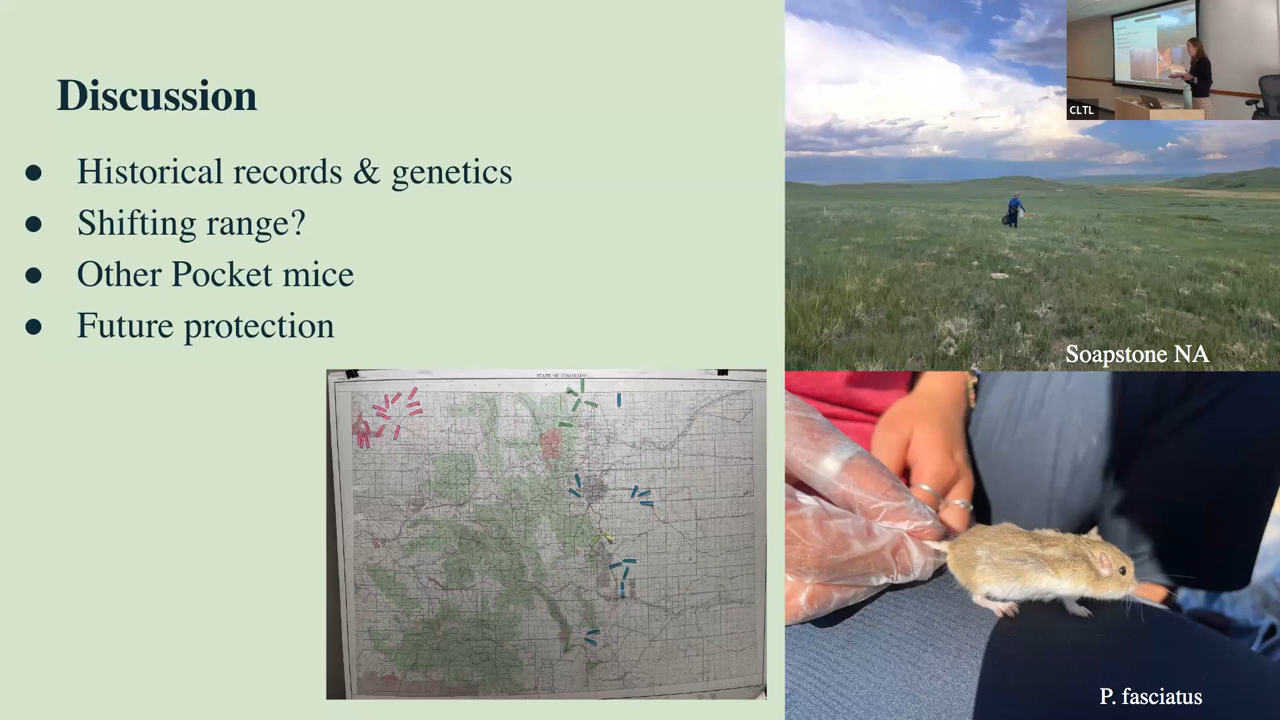 Discussion
● Historical records & genetics
● Shifting range?
● Other Pocket mice
● Future protection
STATE OF COLORADO
CLTL
Soapstone NA
P. fasciatus